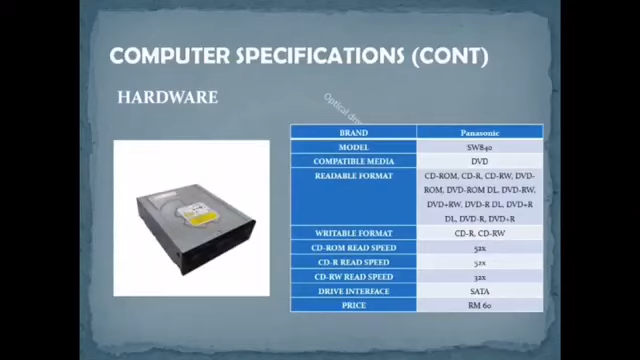 COMPUTER SPECIFICATIONS (CONT)
HARDWARE
Optical
BRAND Panasonic
MODEL SW840
COMPATIBLE MEDIA DVD
READABLE FORMAT CD-ROM, CD-R, CD-RW, DVD-
ROM, DVD-ROM DL, DVD-RW,
DVD+RW, DVD-R DL, DVD+R
DL, DVD-R, DVD+R
WRITABLE FORMAT CD-R, CD-RW
CD-ROM READ SPEED 52x
CD-R READ SPEED 52x
CD-RW READ SPEED 32x
DRIVE INTERFACE SATA
PRICE RM 60